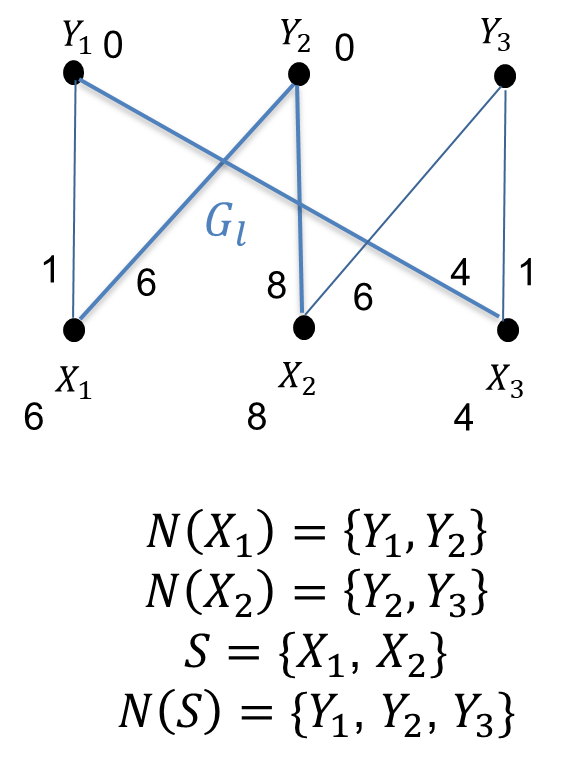 Y₁ 0 Y₂ 0 Y₃
G_l
1 6 8 6 4 1
X₁ X₂ X₃
6 8 4
N(X₁) = {Y₁, Y₂}
N(X₂) = {Y₂, Y₃}
S = {X₁, X₂}
N(S) = {Y₁, Y₂, Y₃}